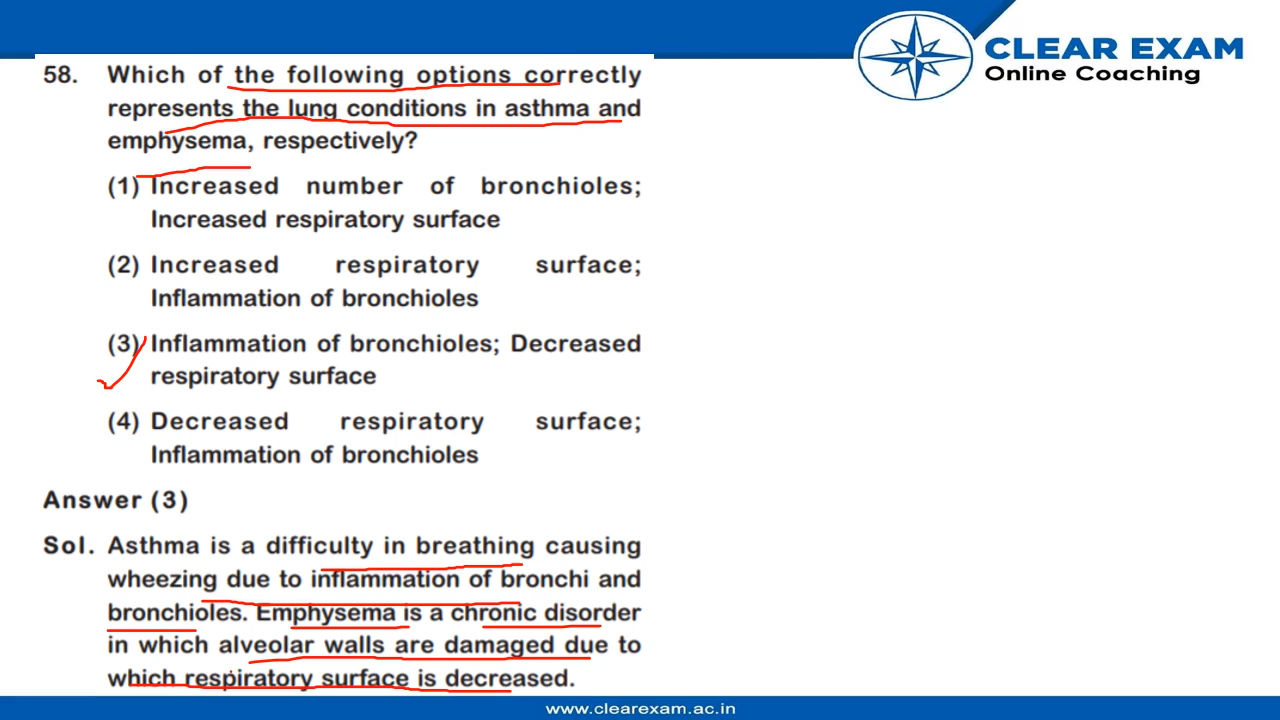 CLEAR EXAM
Online Coaching
58. Which of the following options correctly
represents the lung conditions in asthma and
emphysema, respectively?
(1) Increased number of bronchioles;
Increased respiratory surface
(2) Increased respiratory surface;
Inflammation of bronchioles
(3) Inflammation of bronchioles; Decreased
respiratory surface
(4) Decreased respiratory surface;
Inflammation of bronchioles
Answer (3)
Sol. Asthma is a difficulty in breathing causing
wheezing due to inflammation of bronchi and
bronchioles. Emphysema is a chronic disorder
in which alveolar walls are damaged due to
which respiratory surface is decreased.
www.clearexam.ac.in